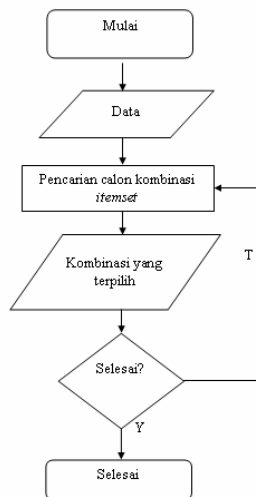 Mulai
Data
Pencarian calon kombinasi
itemset
Kombinasi yang
terpilih
T
Selesai?
Y
Selesai